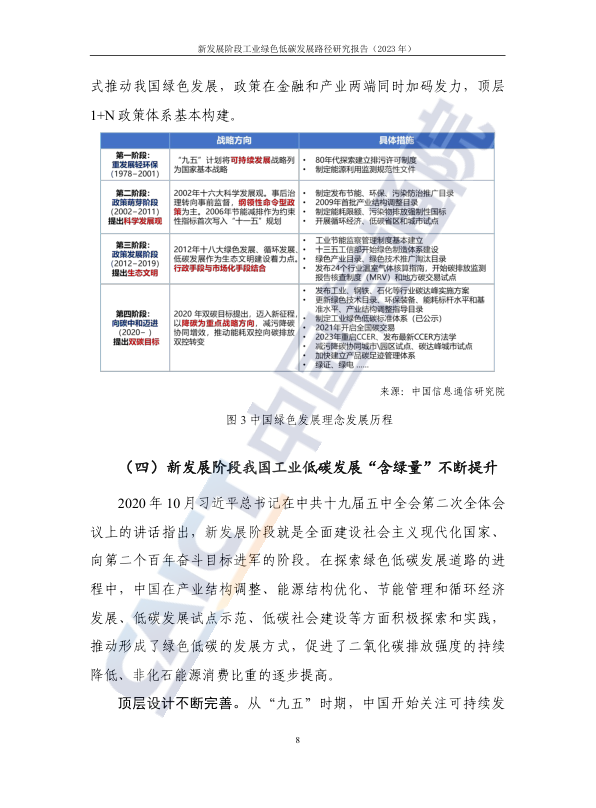 新发展阶段工业绿色低碳发展路径研究报告（2023 年）
式推动我国绿色发展，政策在金融和产业两端同时加码发力，顶层
1+N 政策体系基本构建。
战略方向
具体措施
第一阶段：
重发展轻环保
（1978-2001）
“九五”计划将可持续发展战略列
为国家基本战略
• 80年代探索建立排污许可制度
• 制定能源利用监测规范性文件
第二阶段：
政策萌芽阶段
（2002-2011）
提出科学发展观
2002年十六大科学发展观。事后治
理转向事前监督，纲领性命令型政
策为主。2006年节能减排作为约束
性指标首次写入“十一五”规划
• 制定发布节能、环保、污染防治推广目录
• 2009年首批产业结构调整目录
• 制定能耗限额、污染物排放强制性国标
• 开展循环经济、低碳省区和城市试点
第三阶段：
政策发展阶段
（2012-2019）
提出生态文明
2012年十八大绿色发展、循环发展、
低碳发展作为生态文明建设着力点。
行政手段与市场化手段结合
• 工业节能监察管理制度基本建立
• 十三五工信部开始绿色制造体系建设
• 绿色产业目录、绿色技术推广淘汰目录
• 发布24个行业温室气体核算指南，开始碳排放监测
报告核查制度（MRV）和地方碳交易试点
第四阶段：
向碳中和迈进
（2020- ）
提出双碳目标
2020 年双碳目标提出，迈入新征程，
以降碳为重点战略方向，减污降碳
协同增效，推动能耗双控向碳排放
双控转变
• 发布工业、钢铁、石化等行业碳达峰实施方案
• 更新绿色技术目录、环保装备、能耗标杆水平和基
准水平、产业结构调整指导目录
• 制定工业绿色低碳标准体系（已公示）
• 2021年开启全国碳交易
• 2023年重启CCER、发布最新CCER方法学
• 减污降碳协同城市\园区试点、碳达峰城市试点
• 加快建立产品碳足迹管理体系
• 绿证、绿电 ......
来源：中国信息通信研究院
图 3 中国绿色发展理念发展历程
（四）新发展阶段我国工业低碳发展“含绿量”不断提升
2020 年 10 月习近平总书记在中共十九届五中全会第二次全体会
议上的讲话指出，新发展阶段就是全面建设社会主义现代化国家、
向第二个百年奋斗目标进军的阶段。在探索绿色低碳发展道路的进
程中，中国在产业结构调整、能源结构优化、节能管理和循环经济
发展、低碳发展试点示范、低碳社会建设等方面积极探索和实践，
推动形成了绿色低碳的发展方式，促进了二氧化碳排放强度的持续
降低、非化石能源消费比重的逐步提高。
顶层设计不断完善。从“九五”时期，中国开始关注可持续发
8
CAICT 中国信通院